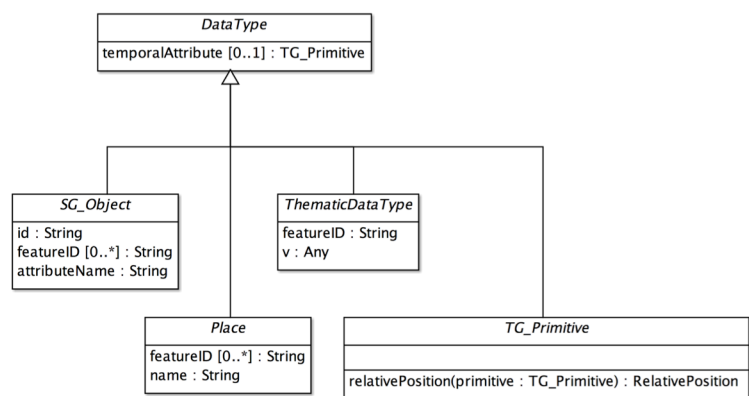 DataType
temporalAttribute [0..1] : TG_Primitive
SG_Object
id : String
featureID [0..*] : String
attributeName : String
ThematicDataType
featureID : String
v : Any
Place
featureID [0..*] : String
name : String
TG_Primitive
relativePosition(primitive : TG_Primitive) : RelativePosition